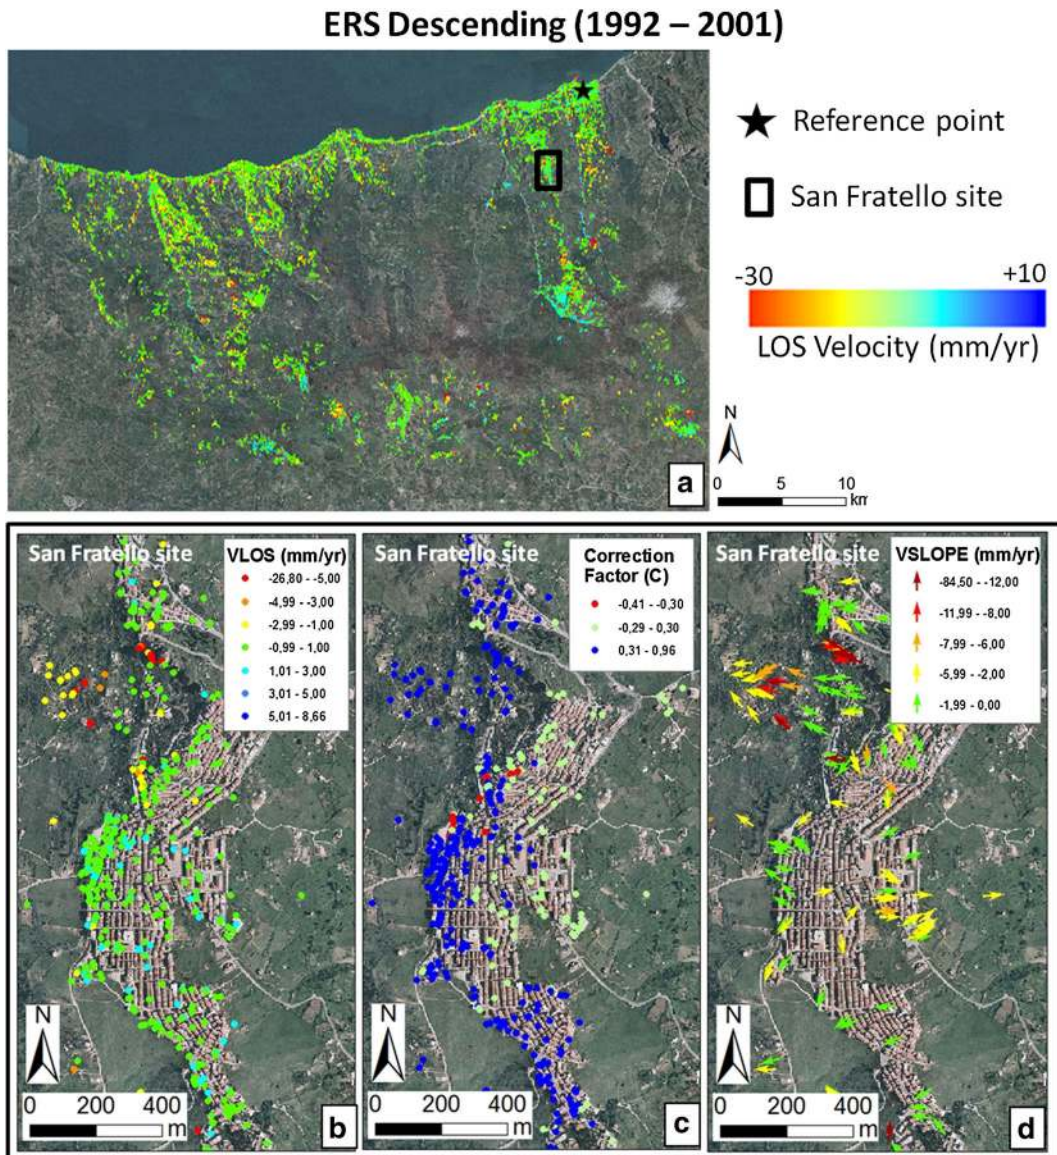 ERS Descending (1992 – 2001)
Reference point
San Fratello site
-30
+10
LOS Velocity (mm/yr)
N
0 5 10
km
a
San Fratello site
VLOS (mm/yr)
-26,80 - -5,00
-4,99 - -3,00
-2,99 - -1,00
-0,99 - 1,00
1,01 - 3,00
3,01 - 5,00
5,01 - 8,66
N
0 200 400
m
b
San Fratello site
Correction
Factor (C)
-0,41 - -0,30
-0,29 - 0,30
0,31 - 0,96
N
0 200 400
m
c
San Fratello site
VSLOPE (mm/yr)
-84,50 - -12,00
-11,99 - -8,00
-7,99 - -6,00
-5,99 - -2,00
-1,99 - 0,00
N
0 200 400
m
d